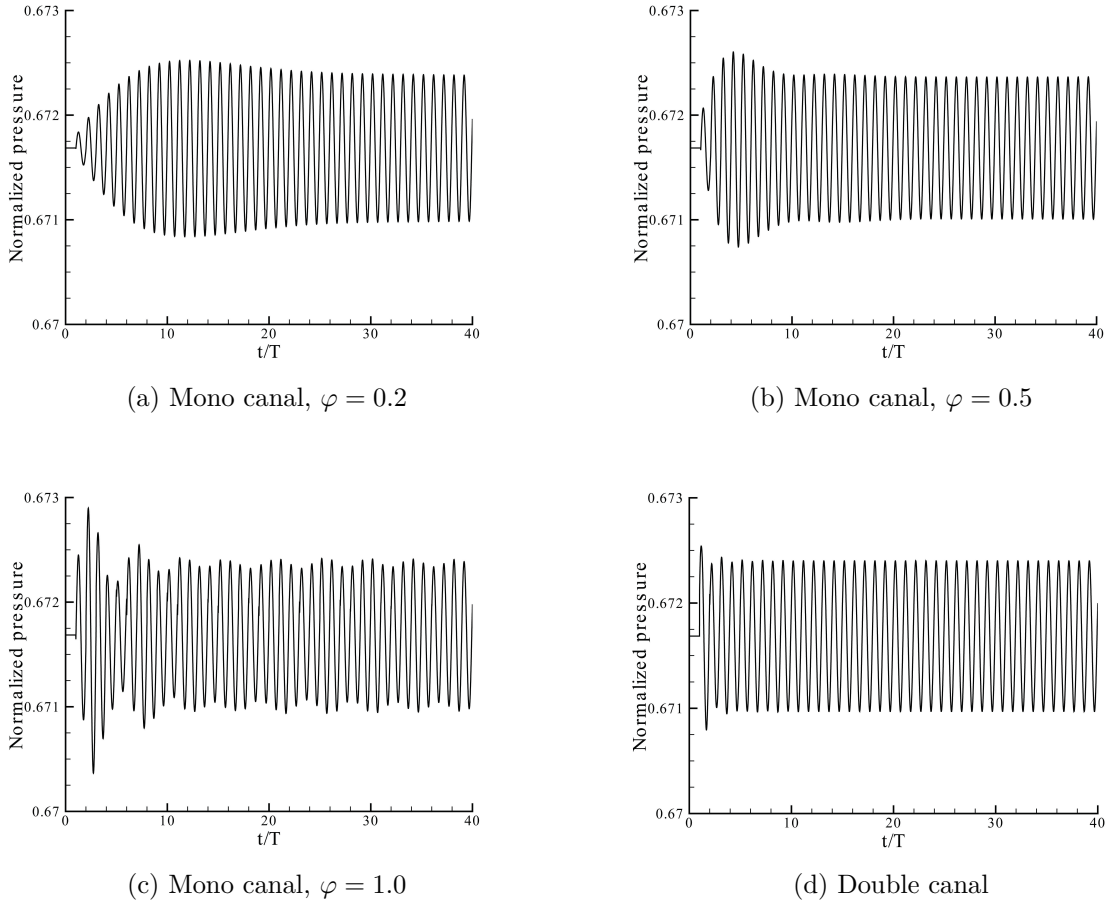 0.673
0.672
0.671
0.67
Normalized pressure
0 10 20 30 40
t/T
(a) Mono canal, φ = 0.2
0.673
0.672
0.671
0.67
Normalized pressure
0 10 20 30 40
t/T
(b) Mono canal, φ = 0.5
0.673
0.672
0.671
0.67
Normalized pressure
0 10 20 30 40
t/T
(c) Mono canal, φ = 1.0
0.673
0.672
0.671
0.67
Normalized pressure
0 10 20 30 40
t/T
(d) Double canal